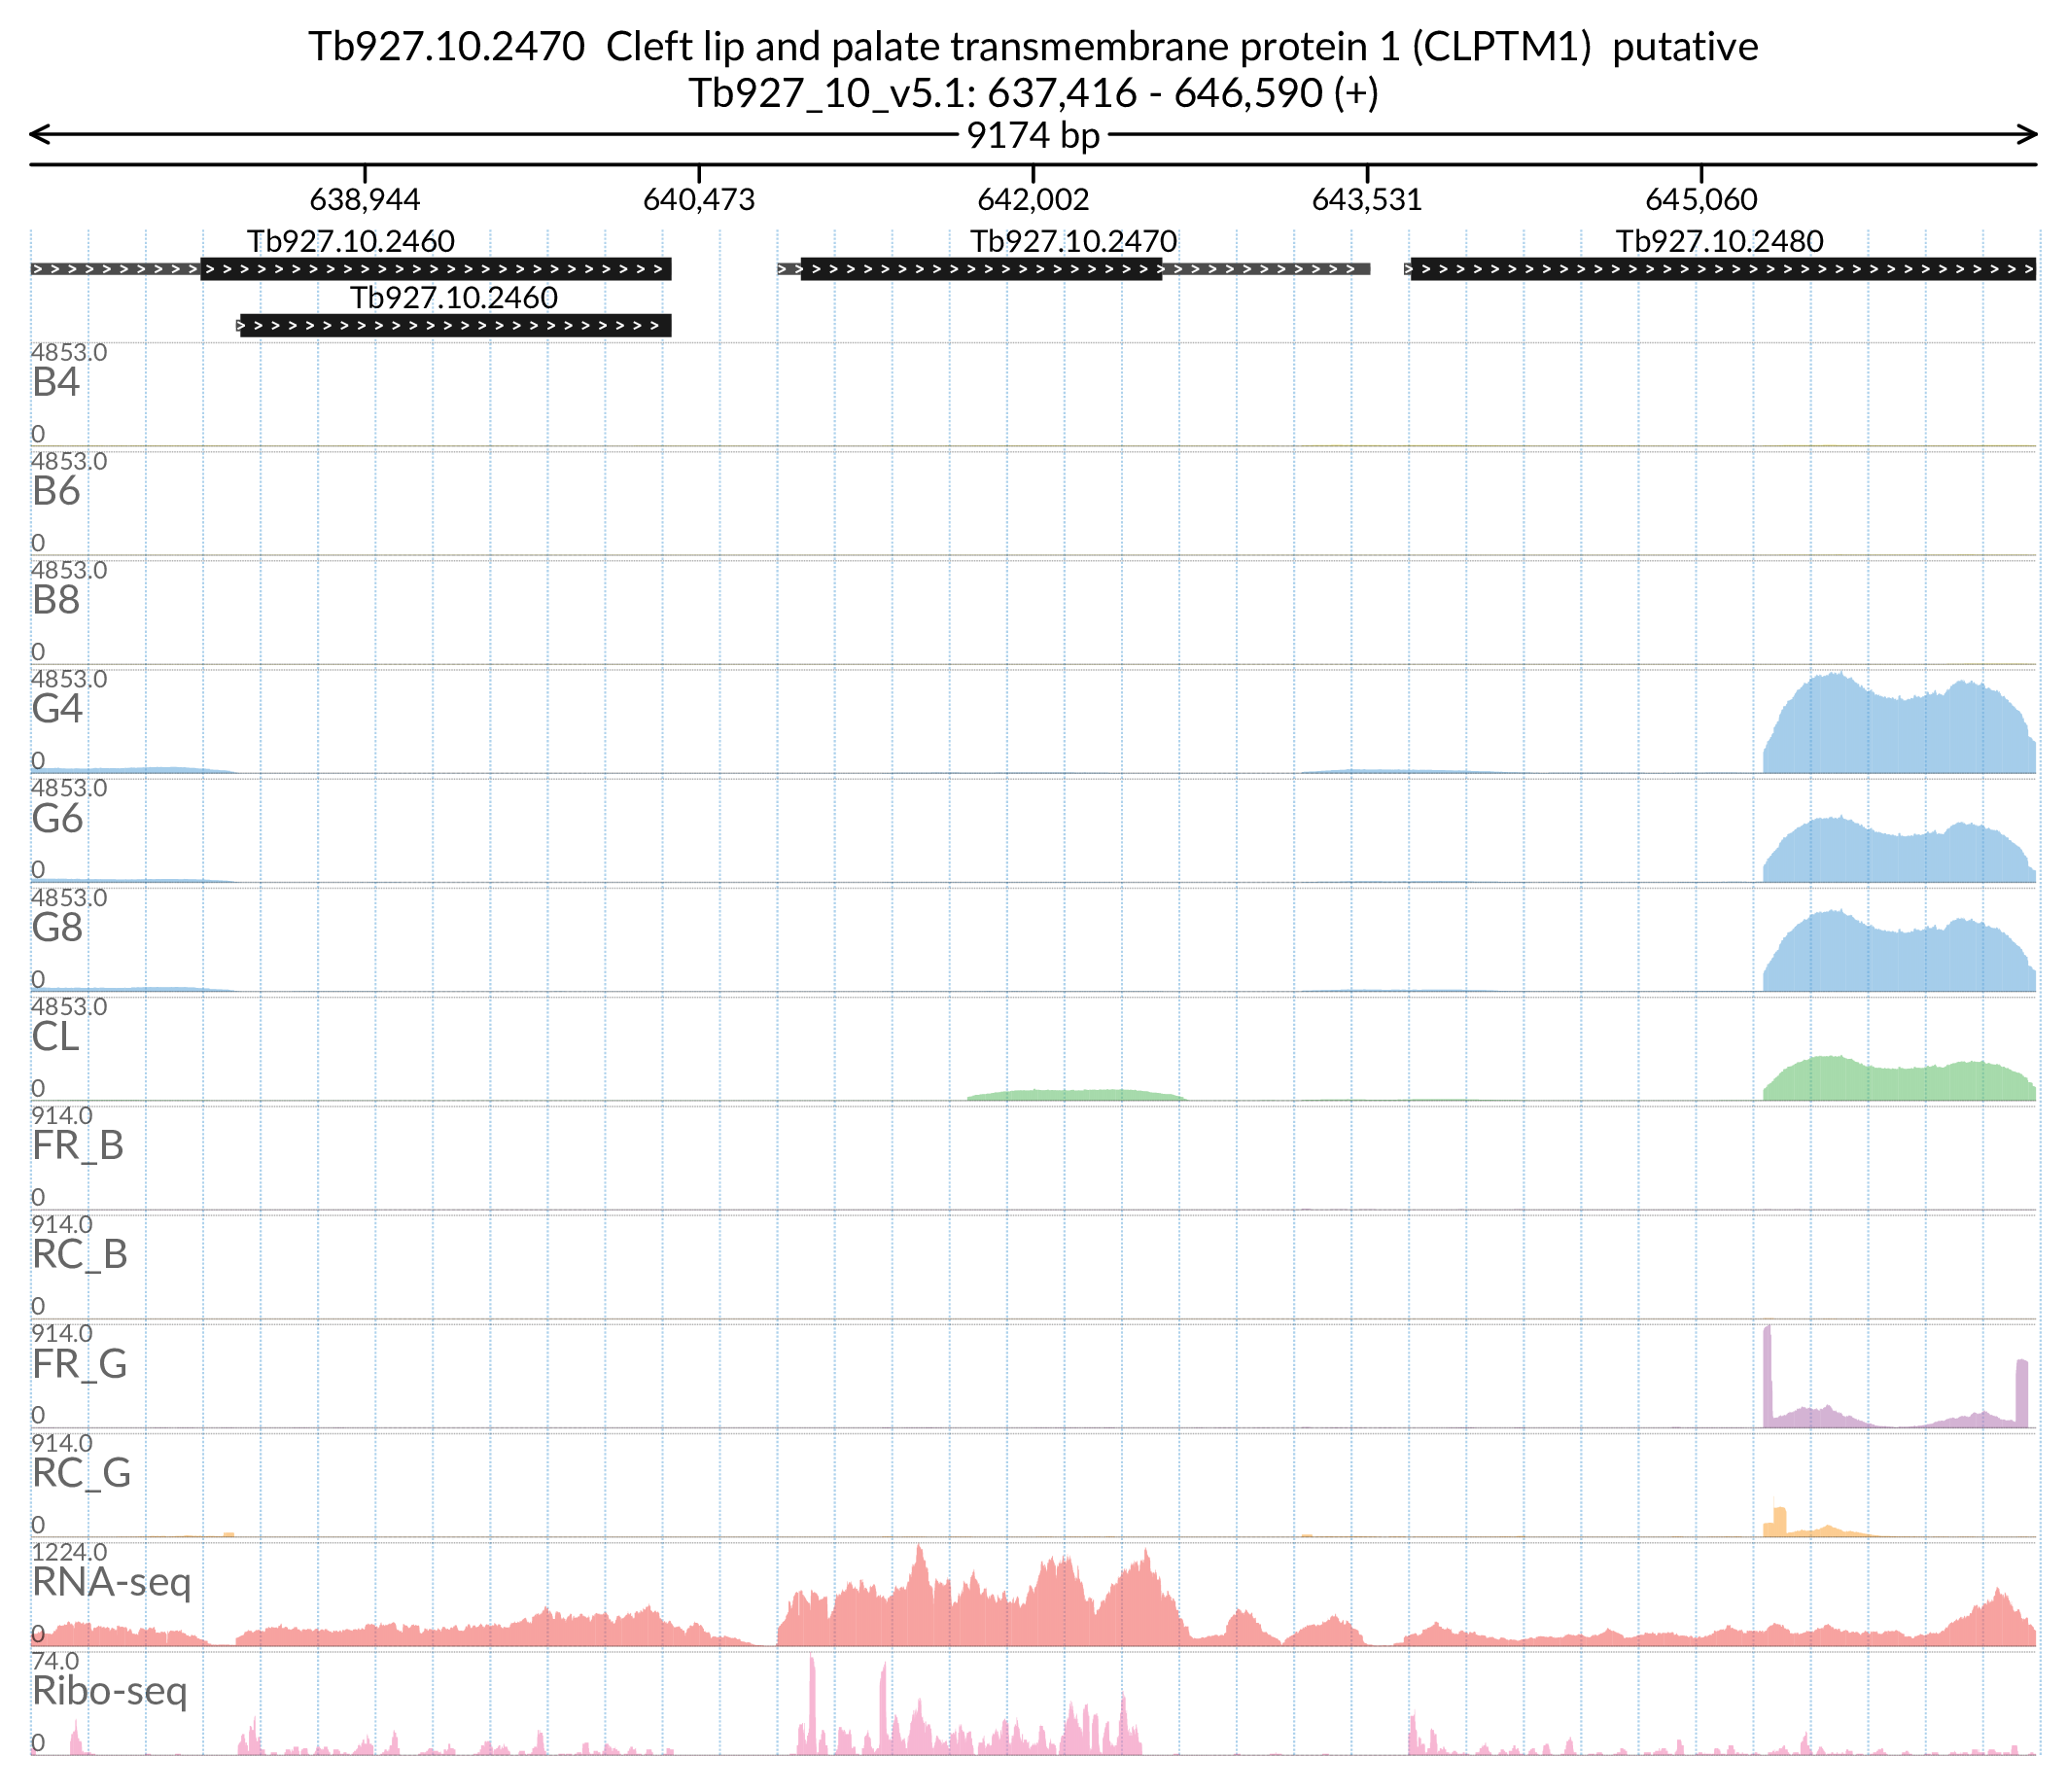 Tb927.10.2470  Cleft lip and palate transmembrane protein 1 (CLPTM1)  putative
Tb927_10_v5.1: 637,416 - 646,590 (+)
9174 bp
638,944 640,473 642,002 643,531 645,060
Tb927.10.2460 Tb927.10.2470 Tb927.10.2480
Tb927.10.2460
4853.0
B4
0
4853.0
B6
0
4853.0
B8
0
4853.0
G4
0
4853.0
G6
0
4853.0
G8
0
4853.0
CL
0
914.0
FR_B
0
914.0
RC_B
0
914.0
FR_G
0
914.0
RC_G
0
1224.0
RNA-seq
0
74.0
Ribo-seq
0